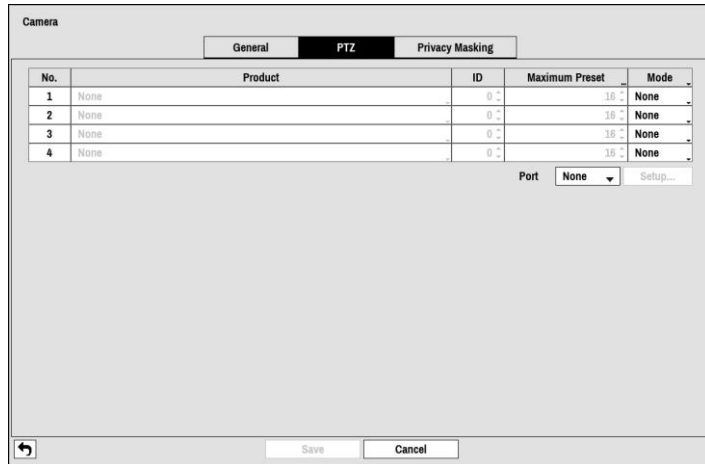 Camera
General PTZ Privacy Masking
No. Product ID Maximum Preset Mode
1 None 0 16 None
2 None 0 16 None
3 None 0 16 None
4 None 0 16 None
Port None Setup...
Save Cancel